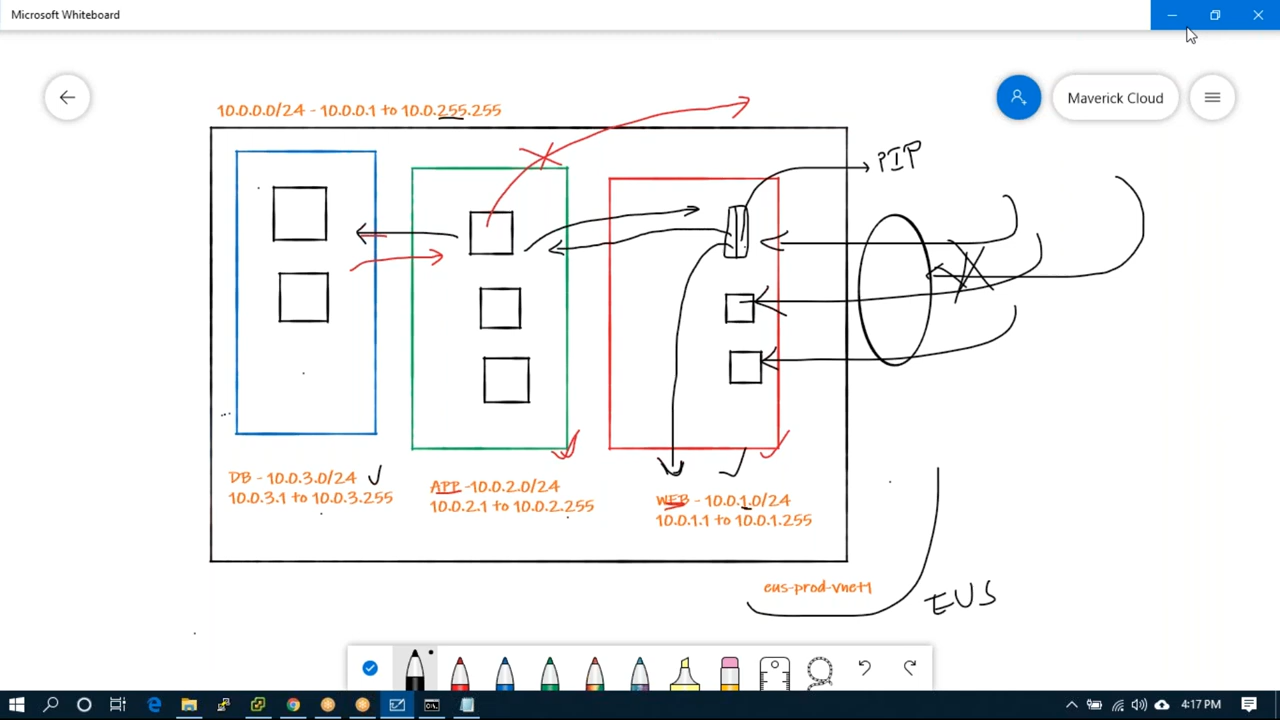 Microsoft Whiteboard
Maverick Cloud
10.0.0.0/24 - 10.0.0.1 to 10.0.255.255
PIP
DB - 10.0.3.0/24
10.0.3.1 to 10.0.3.255
APP -10.0.2.0/24
10.0.2.1 to 10.0.2.255
WEB - 10.0.1.0/24
10.0.1.1 to 10.0.1.255
eus-prod-vnet1
EUS
4:17 PM